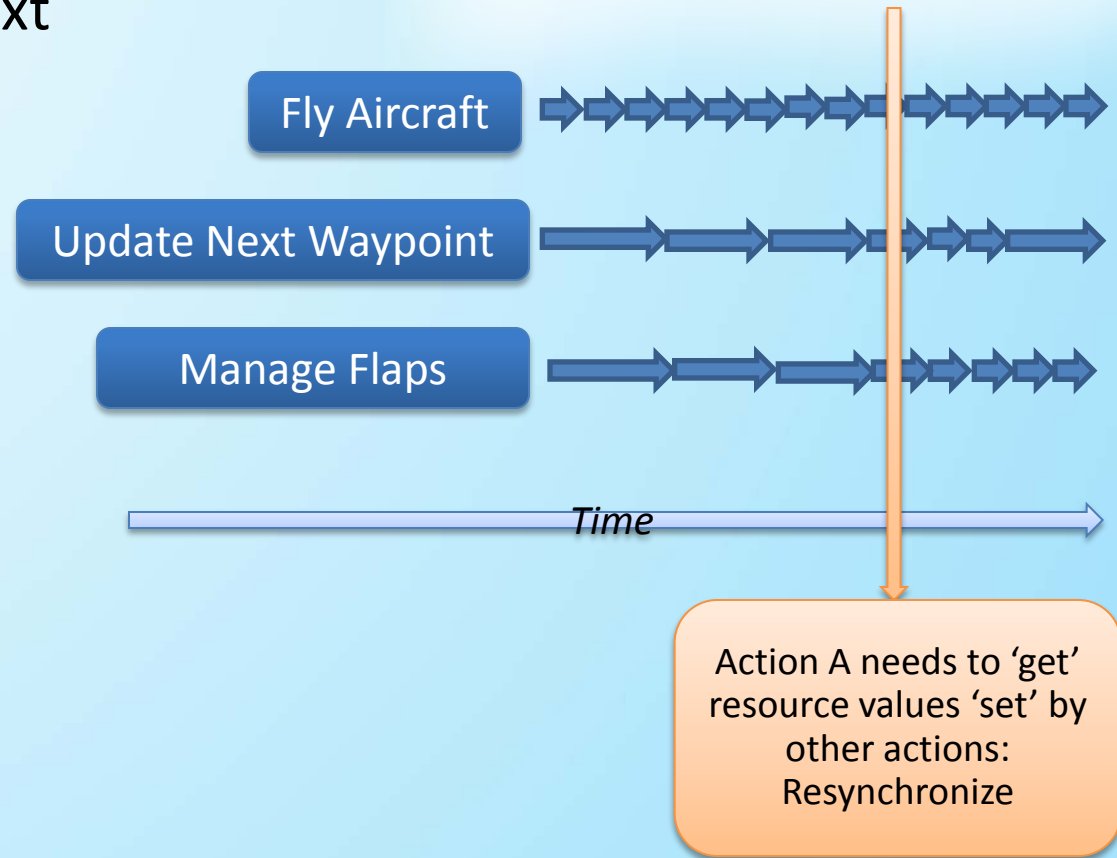 xt
Fly Aircraft
Update Next Waypoint
Manage Flaps
Time
Action A needs to ‘get’
resource values ‘set’ by
other actions:
Resynchronize